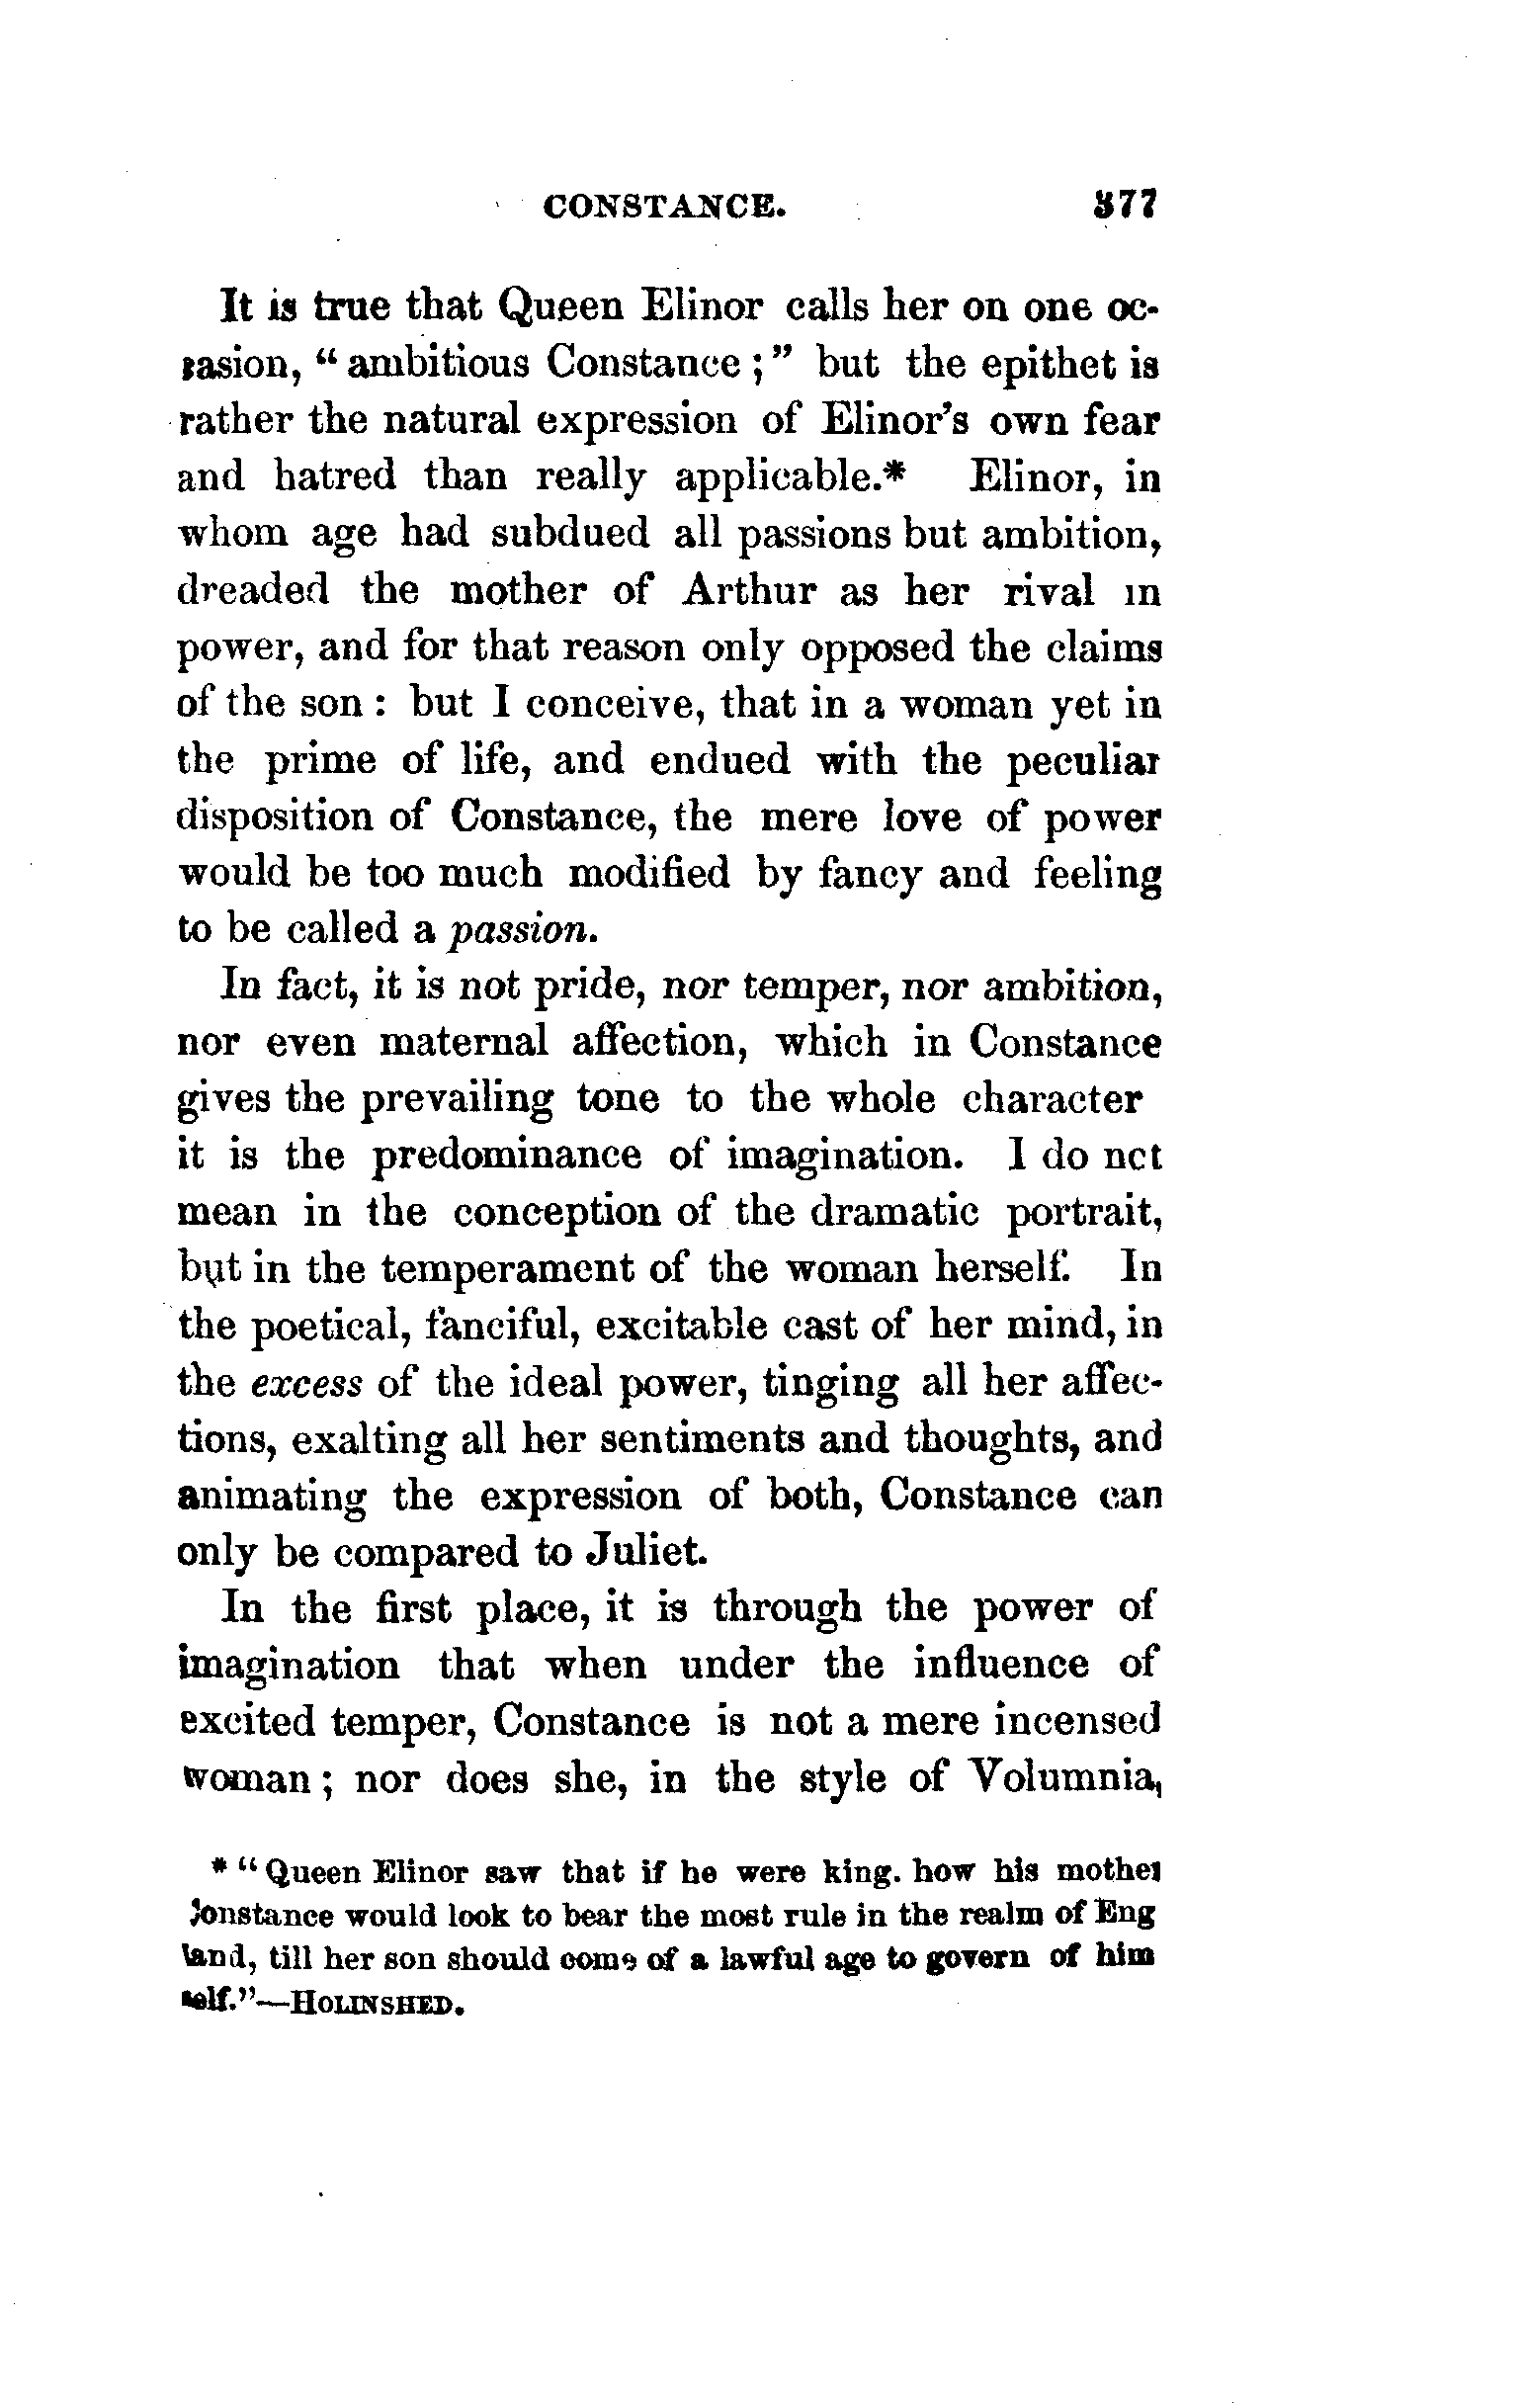 CONSTANCE. 377
It is true that Queen Elinor calls her on one oc-
casion, “ ambitious Constance ; ” but the epithet is
rather the natural expression of Elinor’s own fear
and hatred than really applicable.* Elinor, in
whom age had subdued all passions but ambition,
dreaded the mother of Arthur as her rival in
power, and for that reason only opposed the claims
of the son : but I conceive, that in a woman yet in
the prime of life, and endued with the peculiar
disposition of Constance, the mere love of power
would be too much modified by fancy and feeling
to be called a passion.
In fact, it is not pride, nor temper, nor ambition,
nor even maternal affection, which in Constance
gives the prevailing tone to the whole character
it is the predominance of imagination. I do not
mean in the conception of the dramatic portrait,
but in the temperament of the woman herself. In
the poetical, fanciful, excitable cast of her mind, in
the excess of the ideal power, tinging all her affec-
tions, exalting all her sentiments and thoughts, and
animating the expression of both, Constance can
only be compared to Juliet.
In the first place, it is through the power of
imagination that when under the influence of
excited temper, Constance is not a mere incensed
woman ; nor does she, in the style of Volumnia,
* “ Queen Elinor saw that if he were king. how his mother
Constance would look to bear the most rule in the realm of Eng
land, till her son should come of a lawful age to govern of him
self.”—HOLINSHED.